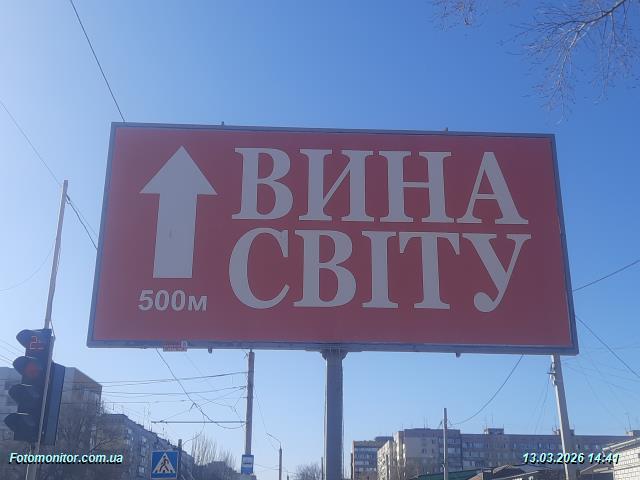 ВИНА
СВІТУ
500м
Fotomonitor.com.ua
13.03.2026 14:41